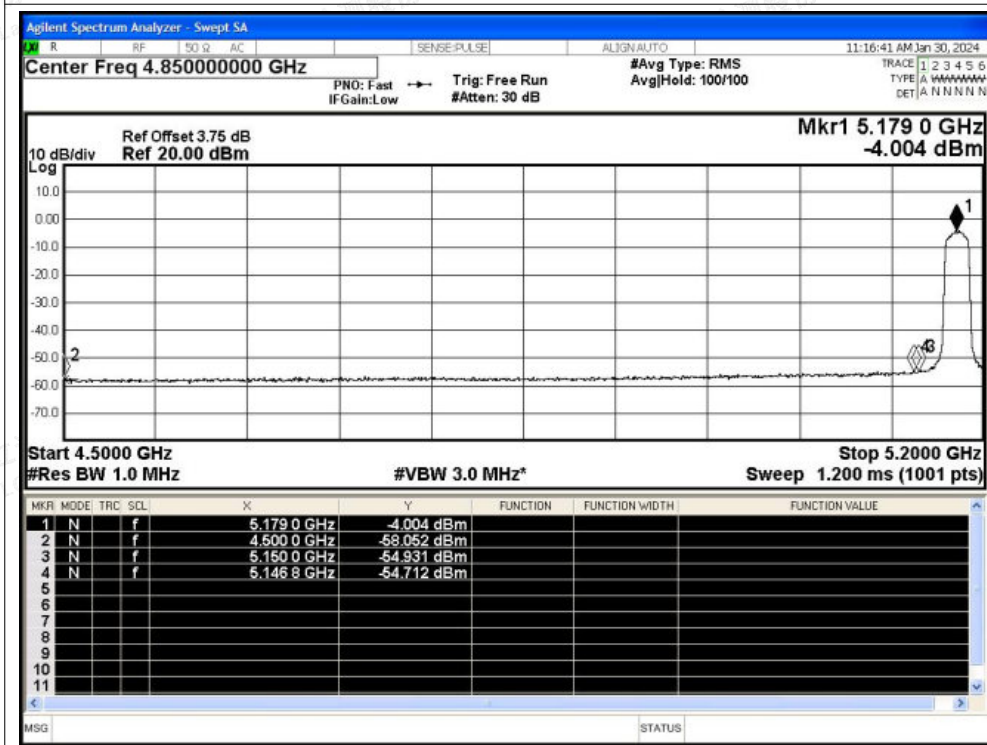 Agilent Spectrum Analyzer - Swept SA
LXI R RF 50 Ω AC SENSE:PULSE ALIGN AUTO 11:16:41 AM Jan 30, 2024
Center Freq 4.850000000 GHz #Avg Type: RMS TRACE 1 2 3 4 5 6
PNO: Fast Trig: Free Run Avg|Hold: 100/100 TYPE A WWWWW
IFGain:Low #Atten: 30 dB DET A N N N N N
Mkr1 5.179 0 GHz
Ref Offset 3.75 dB
10 dB/div Ref 20.00 dBm -4.004 dBm
Log
10.0
1
0.00
-10.0
-20.0
-30.0
-40.0
43
-50.0 2
-60.0
-70.0
Start 4.5000 GHz Stop 5.2000 GHz
#Res BW 1.0 MHz #VBW 3.0 MHz* Sweep 1.200 ms (1001 pts)
MKR MODE TRC SCL X Y FUNCTION FUNCTION WIDTH FUNCTION VALUE
1 N f 5.179 0 GHz -4.004 dBm
2 N f 4.500 0 GHz -58.052 dBm
3 N f 5.150 0 GHz -54.931 dBm
4 N f 5.146 8 GHz -54.712 dBm
5
6
7
8
9
10
11
MSG STATUS